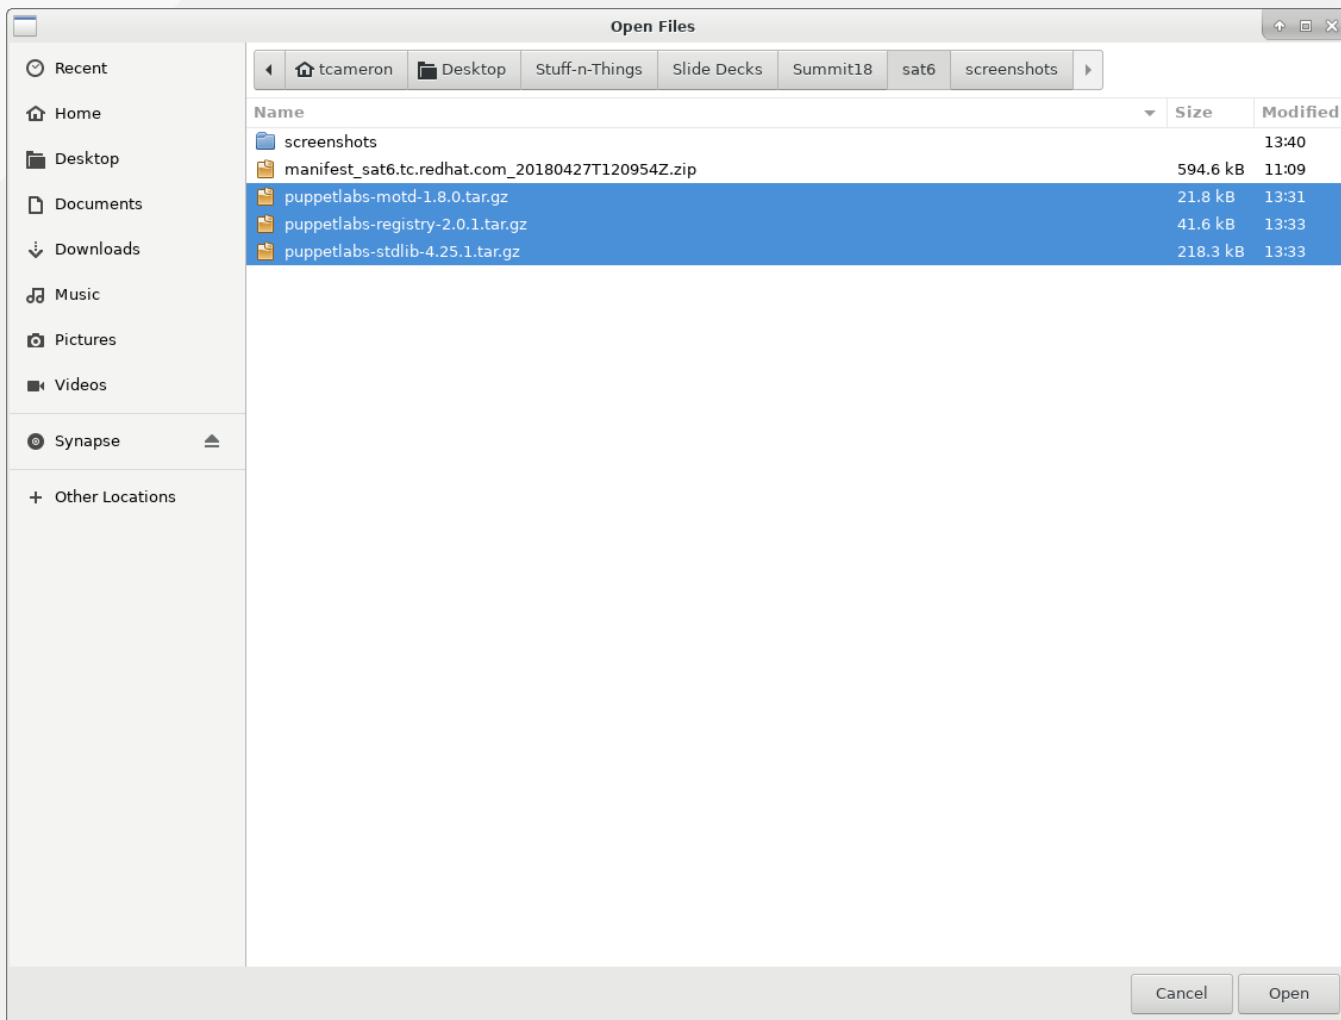 Open Files
Recent
Home
Desktop
Documents
Downloads
Music
Pictures
Videos
Synapse
Other Locations
tcameron Desktop Stuff-n-Things Slide Decks Summit18 sat6 screenshots
Name Size Modified
screenshots 13:40
manifest_sat6.tc.redhat.com_20180427T120954Z.zip 594.6 kB 11:09
puppetlabs-motd-1.8.0.tar.gz 21.8 kB 13:31
puppetlabs-registry-2.0.1.tar.gz 41.6 kB 13:33
puppetlabs-stdlib-4.25.1.tar.gz 218.3 kB 13:33
Cancel Open